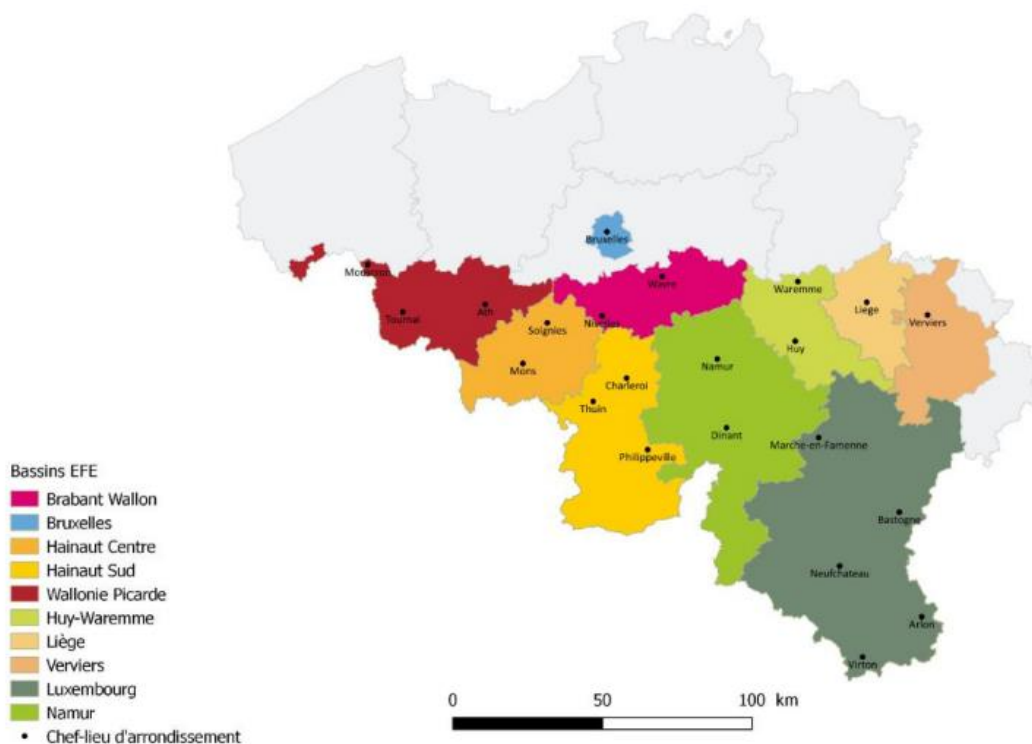 Bruxelles
Mouscron
Wavre
Waremme
Tournai
Ath
Soignies
Nivelles
Liège
Verviers
Mons
Charleroi
Namur
Huy
Thuin
Dinant
Marche-en-Famenne
Philippeville
Bastogne
Neufchateau
Arlon
Virton
Bassins EFE
Brabant Wallon
Bruxelles
Hainaut Centre
Hainaut Sud
Wallonie Picarde
Huy-Waremme
Liège
Verviers
Luxembourg
Namur
Chef-lieu d'arrondissement
0 50 100 km